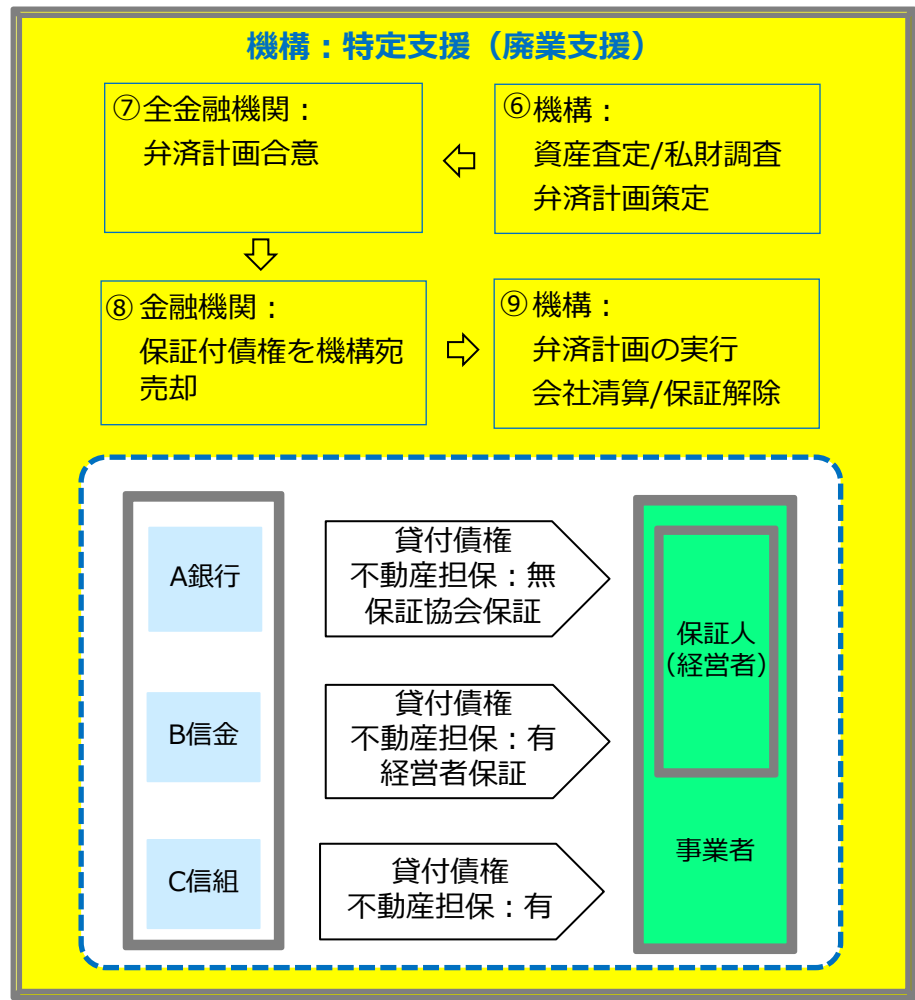 機構：特定支援（廃業支援）
⑥機構：
資産査定/私財調査
弁済計画策定
⑦全金融機関：
弁済計画合意
⑧金融機関：
保証付債権を機構宛
売却
⑨機構：
弁済計画の実行
会社清算/保証解除
A銀行
貸付債権
不動産担保：無
保証協会保証
B信金
貸付債権
不動産担保：有
経営者保証
C信組
貸付債権
不動産担保：有
保証人
（経営者）
事業者